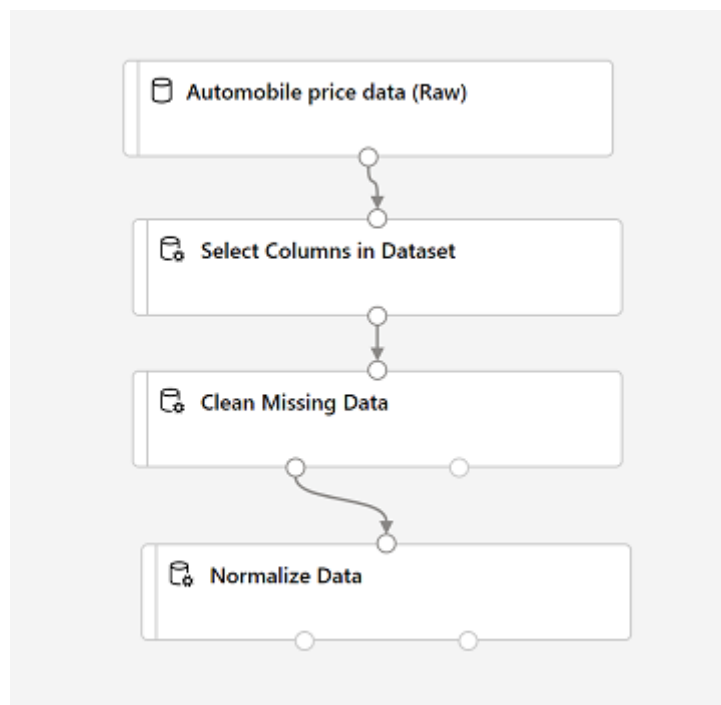 Automobile price data (Raw)
Select Columns in Dataset
Clean Missing Data
Normalize Data